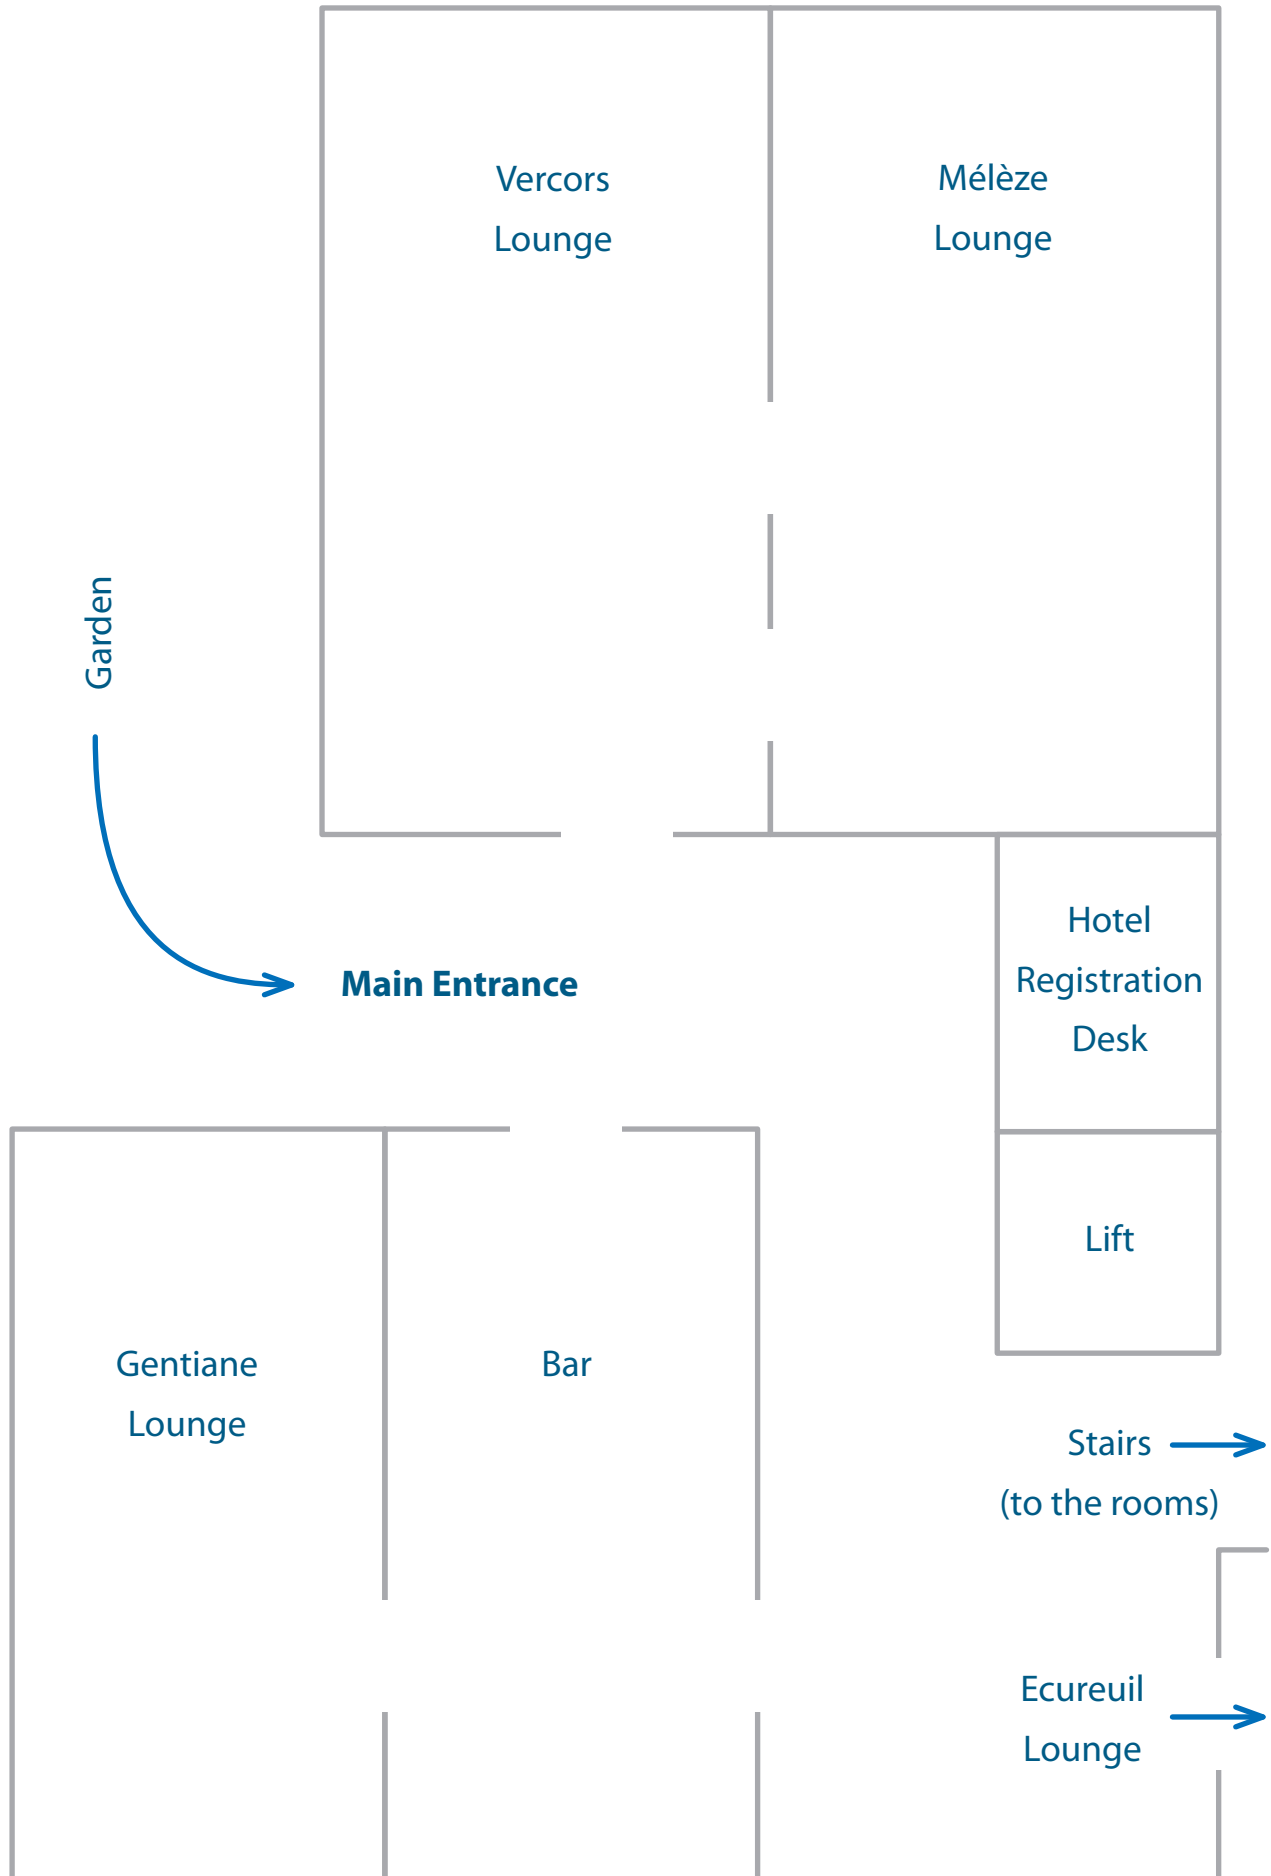 Vercors
Lounge
Mélèze
Lounge
Garden
Main Entrance
Hotel
Registration
Desk
Lift
Gentiane
Lounge
Bar
Stairs
(to the rooms)
Ecureuil
Lounge